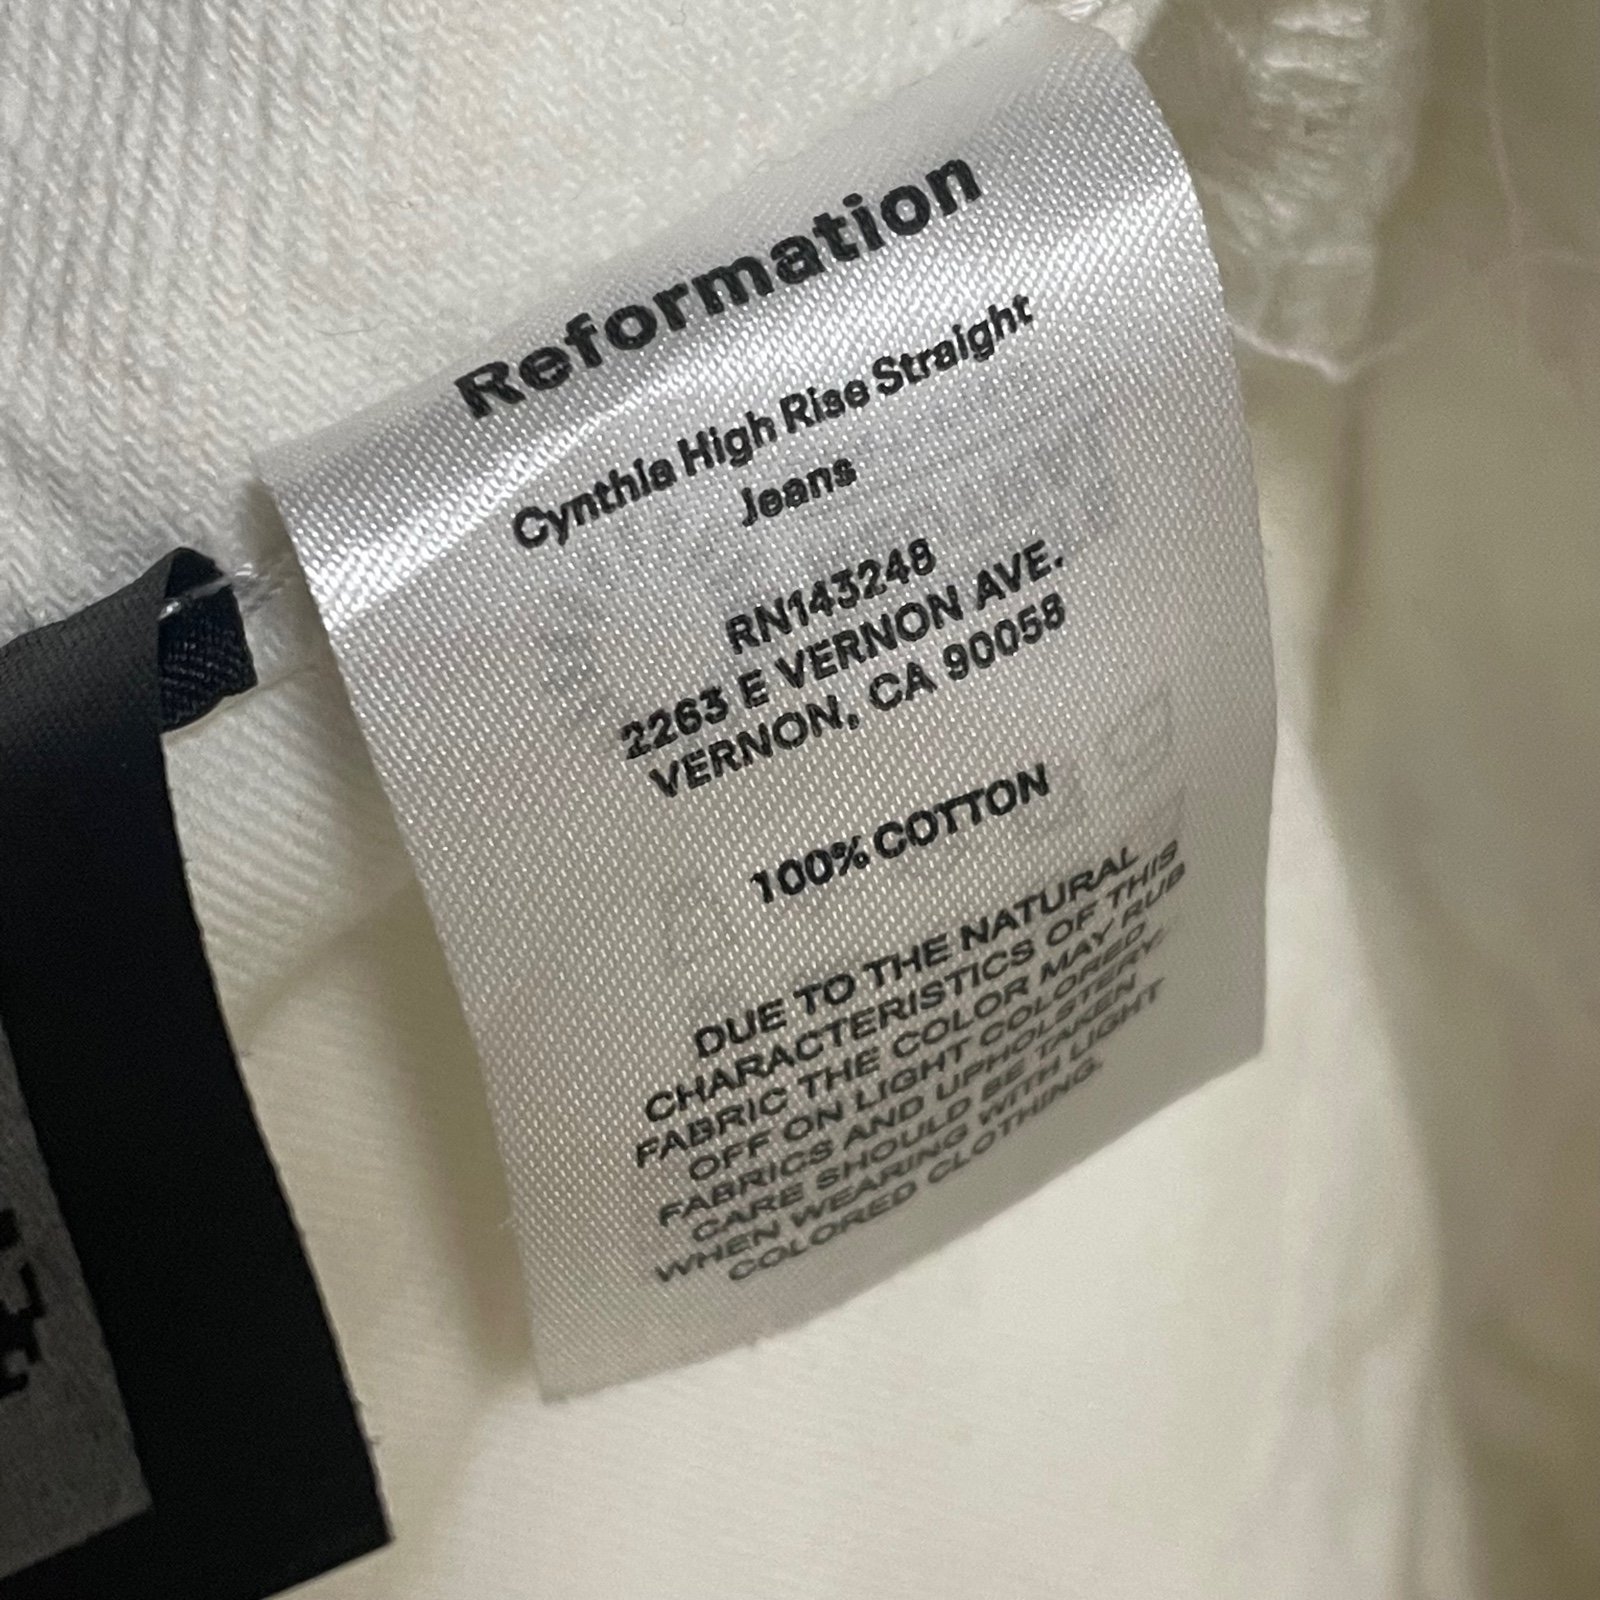 Reformation
Cynthia High Rise Straight
Jeans
RN143248
2263 E VERNON AVE.
VERNON, CA 90058
100% COTTON
DUE TO THE NATURAL
CHARACTERISTICS OF THIS
FABRIC THE COLOR MAY RUB
OFF ON LIGHT COLORED
FABRICS AND UPHOLSTERY.
CARE SHOULD BE TAKEN
WHEN WEARING WITH LIGHT
COLORED CLOTHING.